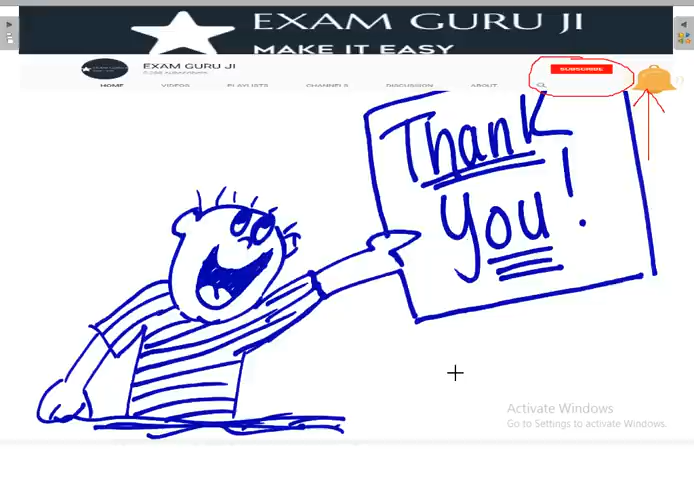 EXAM GURU JI
MAKE IT EASY
EXAM GURU JI
SUBSCRIBE
HOME VIDEOS PLAYLISTS CHANNELS DISCUSSION ABOUT
Thank
You!
Activate Windows
Go to Settings to activate Windows.